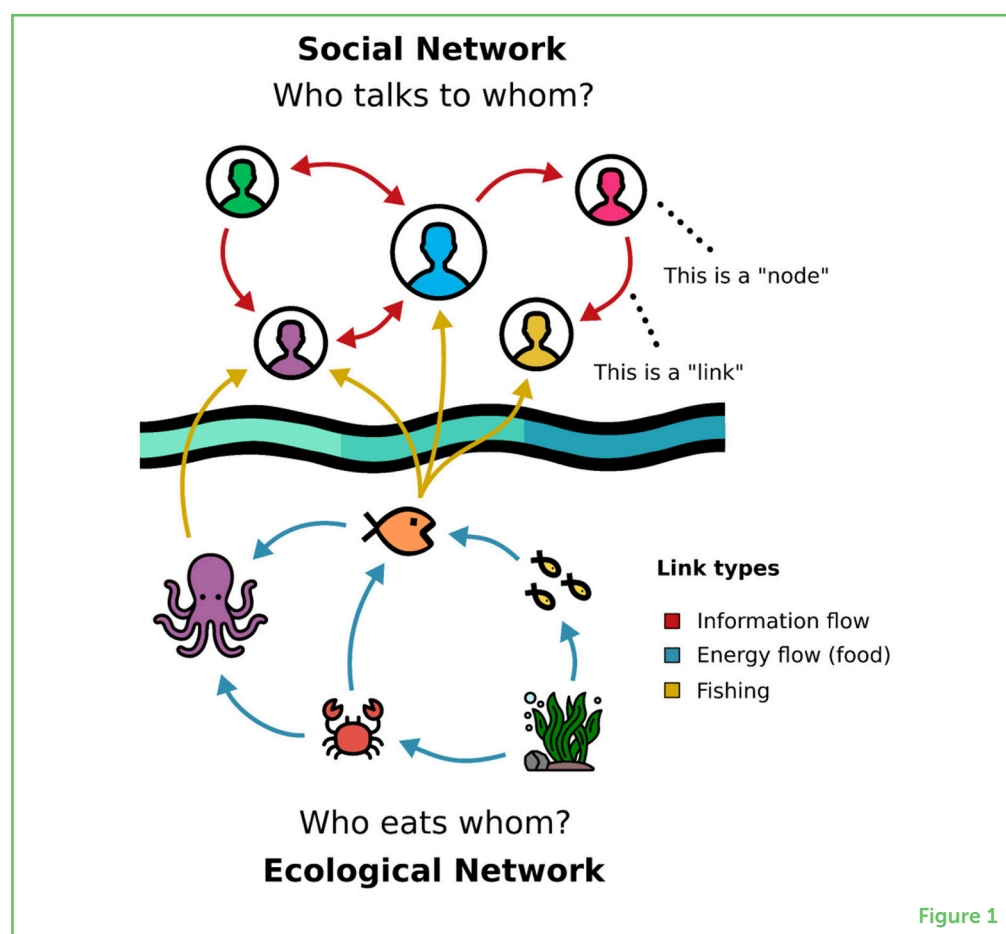 Social Network
Who talks to whom?
This is a "node"
This is a "link"
Link types
Information flow
Energy flow (food)
Fishing
Who eats whom?
Ecological Network
Figure 1